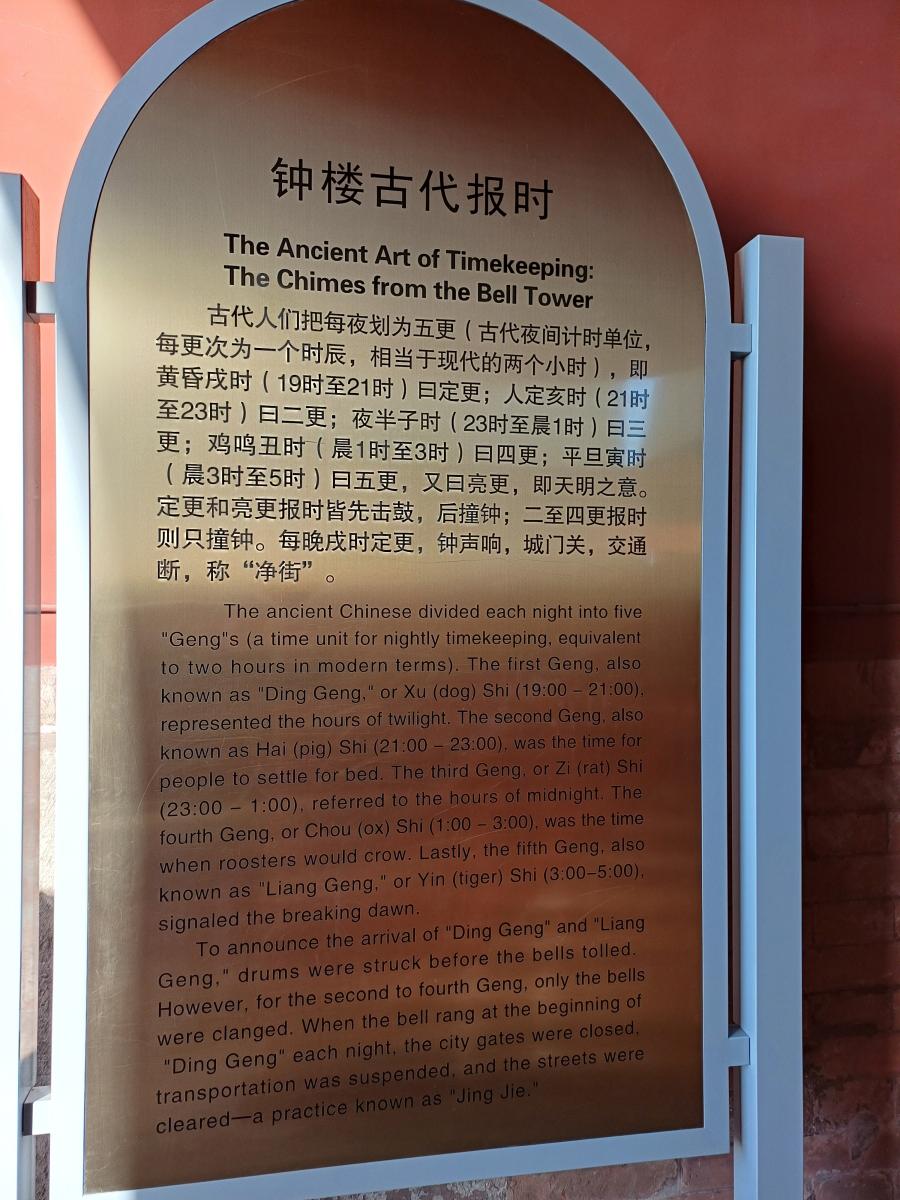 钟楼古代报时
The Ancient Art of Timekeeping:
The Chimes from the Bell Tower
古代人们把每夜划为五更（古代夜间计时单位，
每更次为一个时辰，相当于现代的两个小时），即
黄昏戌时（19时至21时）曰定更；人定亥时（21时
至23时）曰二更；夜半子时（23时至晨1时）曰三
更；鸡鸣丑时（晨1时至3时）曰四更；平旦寅时
（晨3时至5时）曰五更，又曰亮更，即天明之意。
定更和亮更报时皆先击鼓，后撞钟；二至四更报时
则只撞钟。每晚戌时定更，钟声响，城门关，交通
断，称“净街”。
The ancient Chinese divided each night into five
"Geng"s (a time unit for nightly timekeeping, equivalent
to two hours in modern terms). The first Geng, also
known as "Ding Geng," or Xu (dog) Shi (19:00 – 21:00),
represented the hours of twilight. The second Geng, also
known as Hai (pig) Shi (21:00 – 23:00), was the time for
people to settle for bed. The third Geng, or Zi (rat) Shi
(23:00 – 1:00), referred to the hours of midnight. The
fourth Geng, or Chou (ox) Shi (1:00 – 3:00), was the time
when roosters would crow. Lastly, the fifth Geng, also
known as "Liang Geng," or Yin (tiger) Shi (3:00–5:00),
signaled the breaking dawn.
To announce the arrival of "Ding Geng" and "Liang
Geng," drums were struck before the bells tolled.
However, for the second to fourth Geng, only the bells
were clanged. When the bell rang at the beginning of
"Ding Geng" each night, the city gates were closed,
transportation was suspended, and the streets were
cleared—a practice known as "Jing Jie."